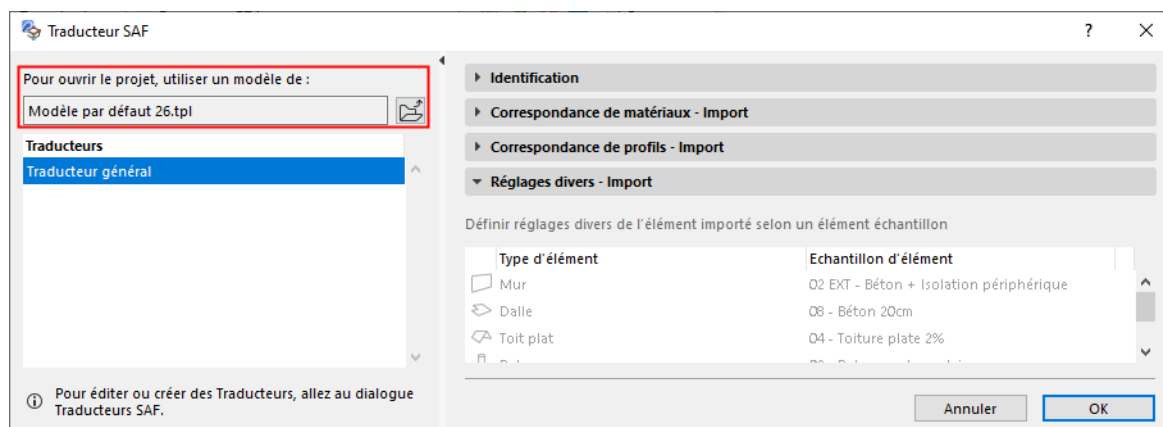 Traducteur SAF
?
Pour ouvrir le projet, utiliser un modèle de :
Modèle par défaut 26.tpl
Traducteurs
Traducteur général
Pour éditer ou créer des Traducteurs, allez au dialogue
Traducteurs SAF.
Identification
Correspondance de matériaux - Import
Correspondance de profils - Import
Réglages divers - Import
Définir réglages divers de l'élément importé selon un élément échantillon
Type d'élément Echantillon d'élément
Mur 02 EXT - Béton + Isolation périphérique
Dalle 08 - Béton 20cm
Toit plat 04 - Toiture plate 2%
Annuler OK